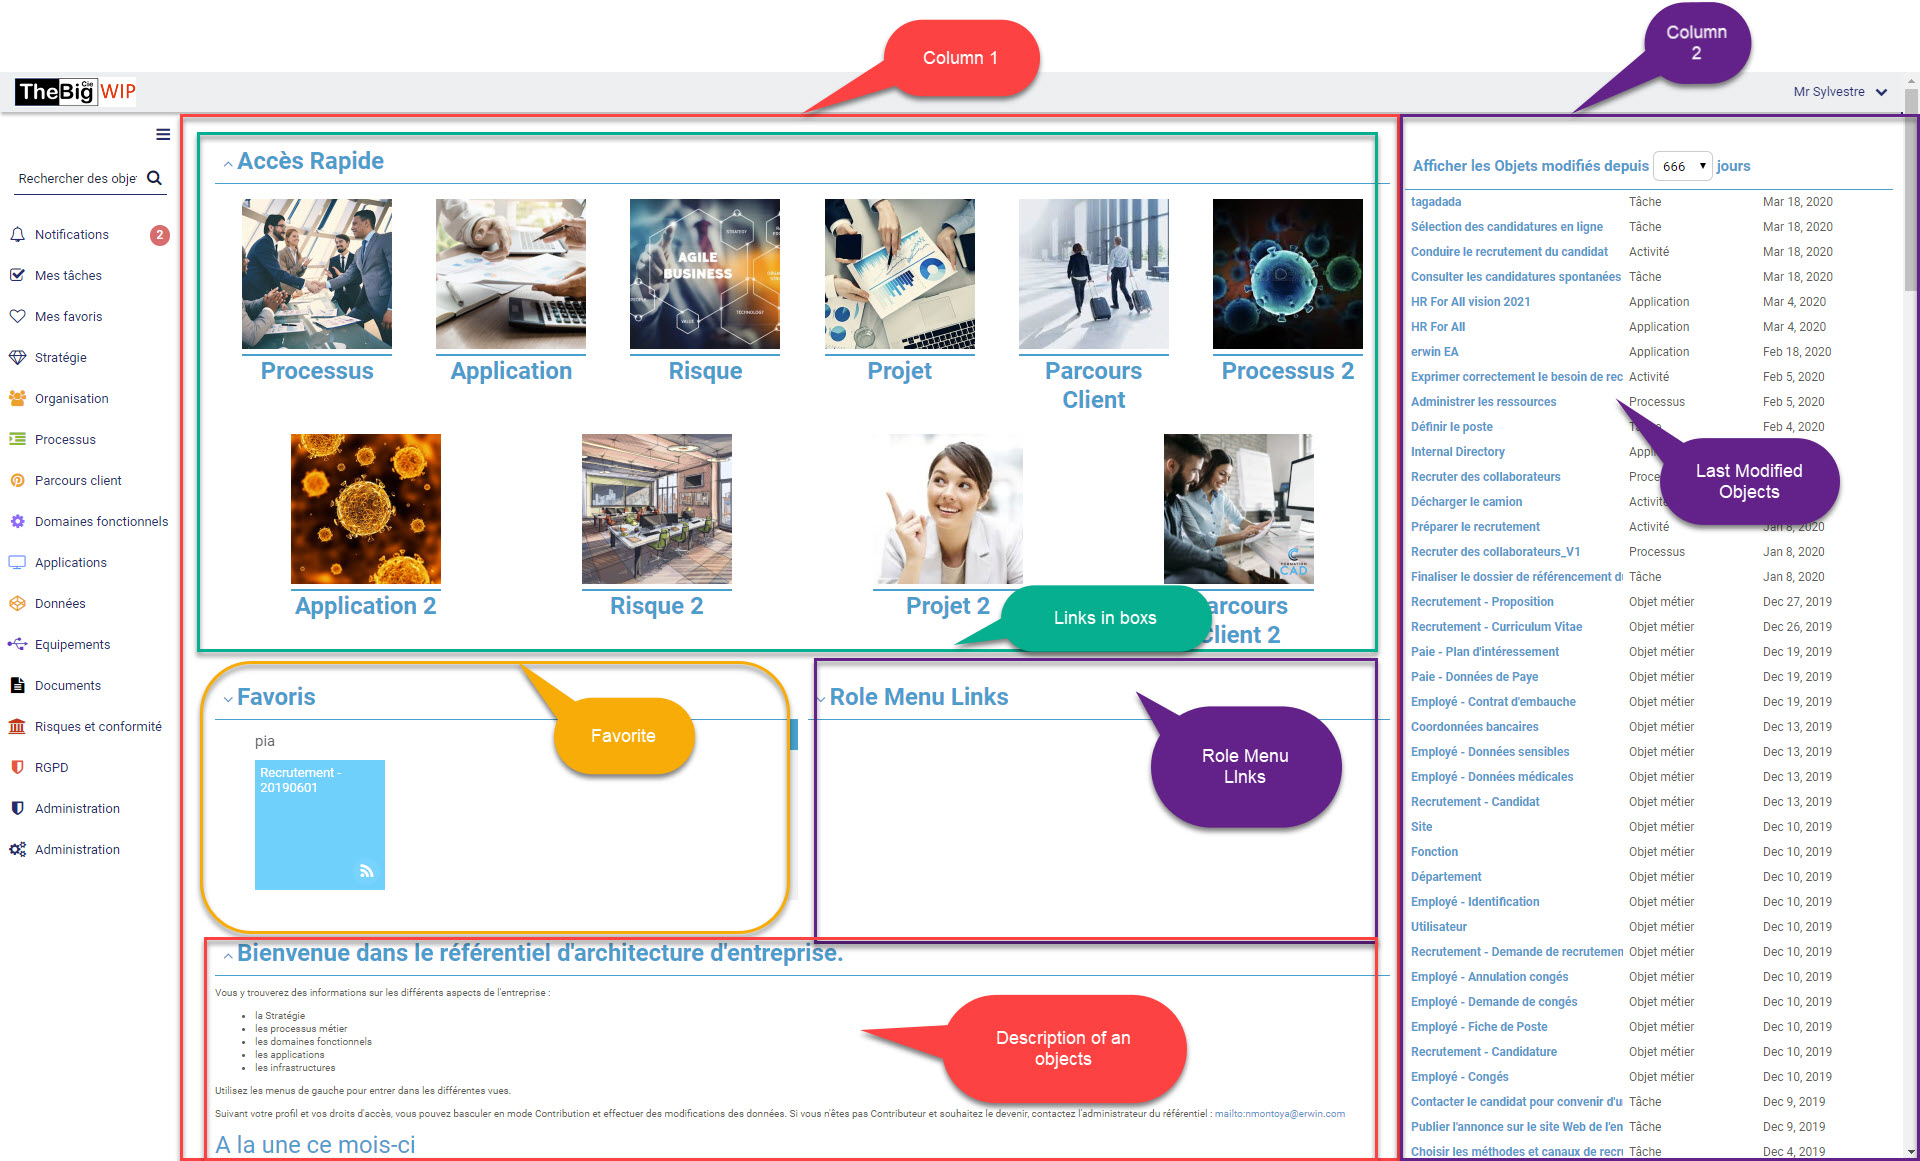 Column 1
Column
2
TheBig Cie WIP
Mr Sylvestre
Rechercher des obje
Notifications 2
Mes tâches
Mes favoris
Stratégie
Organisation
Processus
Parcours client
Domaines fonctionnels
Applications
Données
Equipements
Documents
Risques et conformité
RGPD
Administration
Administration
Accès Rapide
AGILE
BUSINESS
STRATEGY
VALUE
TECHNOLOGY
Processus
Application
Risque
Projet
Parcours
Client
Processus 2
FORMATION
CAD
Application 2
Risque 2
Projet 2
arcours
Client 2
Links in boxs
Favoris
pia
Recrutement -
20190601
Favorite
Role Menu Links
Role Menu
LInks
Bienvenue dans le référentiel d'architecture d'entreprise.
Vous y trouverez des informations sur les différents aspects de l'entreprise :
• la Stratégie
• les processus métier
• les domaines fonctionnels
• les applications
• les infrastructures
Utilisez les menus de gauche pour entrer dans les différentes vues.
Suivant votre profil et vos droits d'accès, vous pouvez basculer en mode Contribution et effectuer des modifications des données. Si vous n'êtes pas Contributeur et souhaitez le devenir, contactez l'administrateur du référentiel : mailto:nmontoya@erwin.com
A la une ce mois-ci
Description of an
objects
Afficher les Objets modifiés depuis 666 jours
tagadada Tâche Mar 18, 2020
Sélection des candidatures en ligne Tâche Mar 18, 2020
Conduire le recrutement du candidat Activité Mar 18, 2020
Consulter les candidatures spontanées Tâche Mar 18, 2020
HR For All vision 2021 Application Mar 4, 2020
HR For All Application Mar 4, 2020
erwin EA Application Feb 18, 2020
Exprimer correctement le besoin de rec Activité Feb 5, 2020
Administrer les ressources Processus Feb 5, 2020
Définir le poste Feb 4, 2020
Internal Directory Appl
Recruter des collaborateurs Proce
Décharger le camion Activité
Préparer le recrutement Activité Jan 8, 2020
Recruter des collaborateurs_V1 Processus Jan 8, 2020
Finaliser le dossier de référencement d Tâche Jan 8, 2020
Recrutement - Proposition Objet métier Dec 27, 2019
Recrutement - Curriculum Vitae Objet métier Dec 26, 2019
Paie - Plan d'intéressement Objet métier Dec 19, 2019
Paie - Données de Paye Objet métier Dec 19, 2019
Employé - Contrat d'embauche Objet métier Dec 19, 2019
Coordonnées bancaires Objet métier Dec 13, 2019
Employé - Données sensibles Objet métier Dec 13, 2019
Employé - Données médicales Objet métier Dec 13, 2019
Recrutement - Candidat Objet métier Dec 13, 2019
Site Objet métier Dec 10, 2019
Fonction Objet métier Dec 10, 2019
Département Objet métier Dec 10, 2019
Employé - Identification Objet métier Dec 10, 2019
Utilisateur Objet métier Dec 10, 2019
Recrutement - Demande de recrutemen Objet métier Dec 10, 2019
Employé - Annulation congés Objet métier Dec 10, 2019
Employé - Demande de congés Objet métier Dec 10, 2019
Employé - Fiche de Poste Objet métier Dec 10, 2019
Recrutement - Candidature Objet métier Dec 10, 2019
Employé - Congés Objet métier Dec 10, 2019
Contacter le candidat pour convenir d'u Tâche Dec 9, 2019
Publier l'annonce sur le site Web de l'en Tâche Dec 9, 2019
Choisir les méthodes et canaux de recru Tâche Dec 4, 2019
Last Modified
Objects